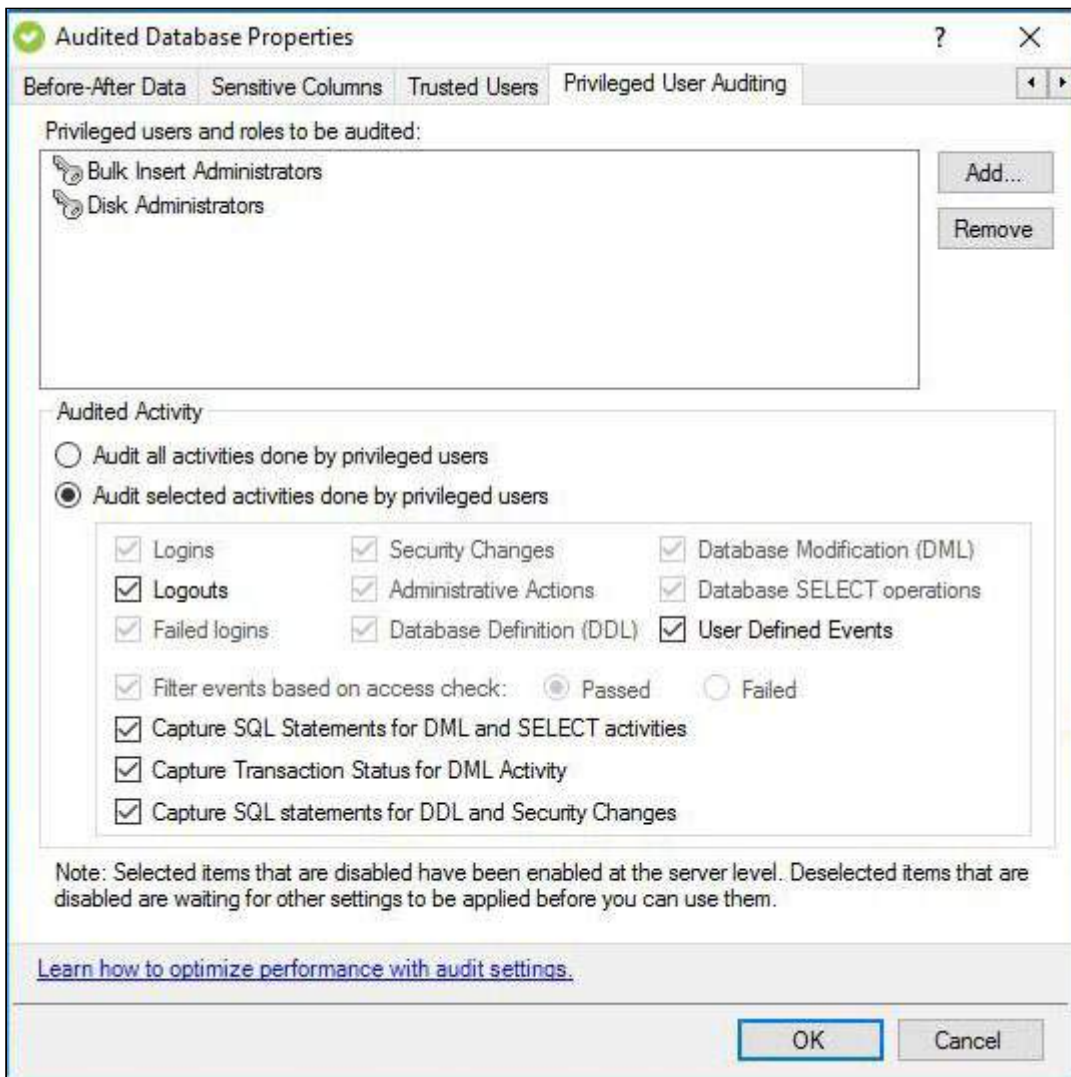 Audited Database Properties
Before-After Data Sensitive Columns Trusted Users Privileged User Auditing
Privileged users and roles to be audited:
Bulk Insert Administrators
Disk Administrators
Add...
Remove
Audited Activity
Audit all activities done by privileged users
Audit selected activities done by privileged users
Logins Security Changes Database Modification (DML)
Logouts Administrative Actions Database SELECT operations
Failed logins Database Definition (DDL) User Defined Events
Filter events based on access check: Passed Failed
Capture SQL Statements for DML and SELECT activities
Capture Transaction Status for DML Activity
Capture SQL statements for DDL and Security Changes
Note: Selected items that are disabled have been enabled at the server level. Deselected items that are
disabled are waiting for other settings to be applied before you can use them.
Learn how to optimize performance with audit settings.
OK Cancel